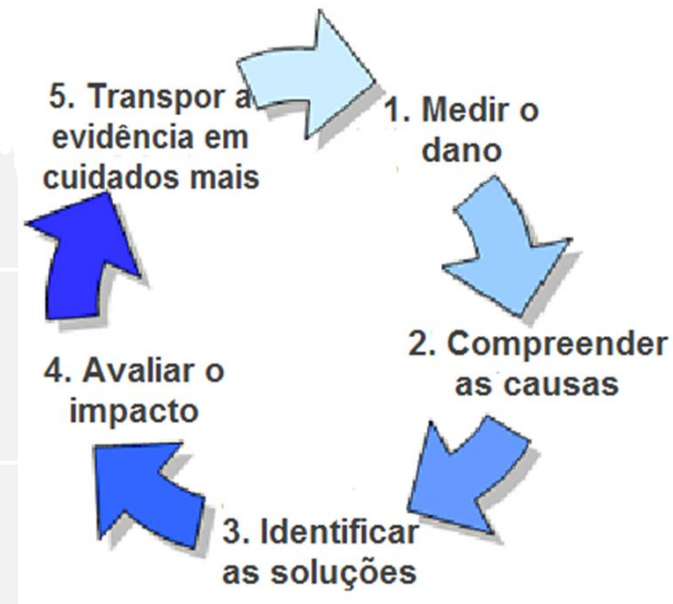 1. Medir o
dano
2. Compreender
as causas
3. Identificar
as soluções
4. Avaliar o
impacto
5. Transpor a
evidência em
cuidados mais